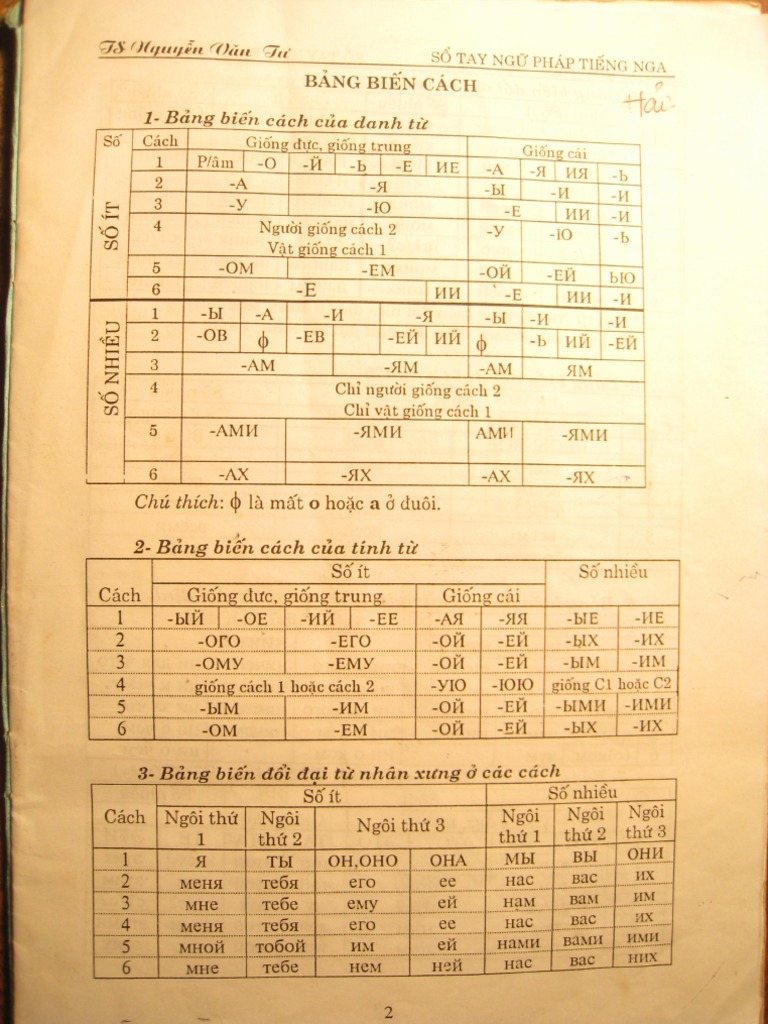 TS Nguyễn Văn Tư SỔ TAY NGỮ PHÁP TIẾNG NGA
BẢNG BIẾN CÁCH
1- Bảng biến cách của danh từ
Số Cách Giống đực, giống trung Giống cái
SỐ ÍT
1 P/âm -О -Й -Ь -Е ИЕ -А -Я ИЯ -Ь
2 -А -Я -Ы -И -И
3 -У -Ю -Е ИИ -И
4 Người giống cách 2 -У -Ю -Ь
Vật giống cách 1
5 -ОМ -ЕМ -ОЙ -ЕЙ ЬЮ
6 -Е ИИ -Е ИИ -И
SỐ NHIỀU
1 -Ы -А -И -Я -Ы -И -И
2 -ОВ ф -ЕВ -ЕЙ ИЙ ф -Ь ИЙ -ЕЙ
3 -АМ -ЯМ -АМ ЯМ
4 Chỉ người giống cách 2
Chỉ vật giống cách 1
5 -АМИ -ЯМИ АМИ -ЯМИ
6 -АХ -ЯХ -АХ -ЯХ
Chú thích: ф là mất o hoặc a ở đuôi.
2- Bảng biến cách của tính từ
Cách Số ít Số nhiều
Giống đưc, giống trung Giống cái
1 -ЫЙ -ОЕ -ИЙ -ЕЕ -АЯ -ЯЯ -ЫЕ -ИЕ
2 -ОГО -ЕГО -ОЙ -ЕЙ -ЫХ -ИХ
3 -ОМУ -ЕМУ -ОЙ -ЕЙ -ЫМ -ИМ
4 giống cách 1 hoặc cách 2 -УЮ -ЮЮ giống C1 hoặc C2
5 -ЫМ -ИМ -ОЙ -ЕЙ -ЫМИ -ИМИ
6 -ОМ -ЕМ -ОЙ -ЕЙ -ЫХ -ИХ
3- Bảng biến đổi đại từ nhân xưng ở các cách
Cách Số ít Số nhiều
Ngôi thứ 1 Ngôi thứ 2 Ngôi thứ 3 Ngôi thứ 1 Ngôi thứ 2 Ngôi thứ 3
1 Я ТЫ ОН,ОНО ОНА МЫ ВЫ ОНИ
2 меня тебя его ее нас вас их
3 мне тебе ему ей нам вам им
4 меня тебя его ее нас вас их
5 мной тобой им ей нами вами ими
6 мне тебе нем ней нас вас них
2